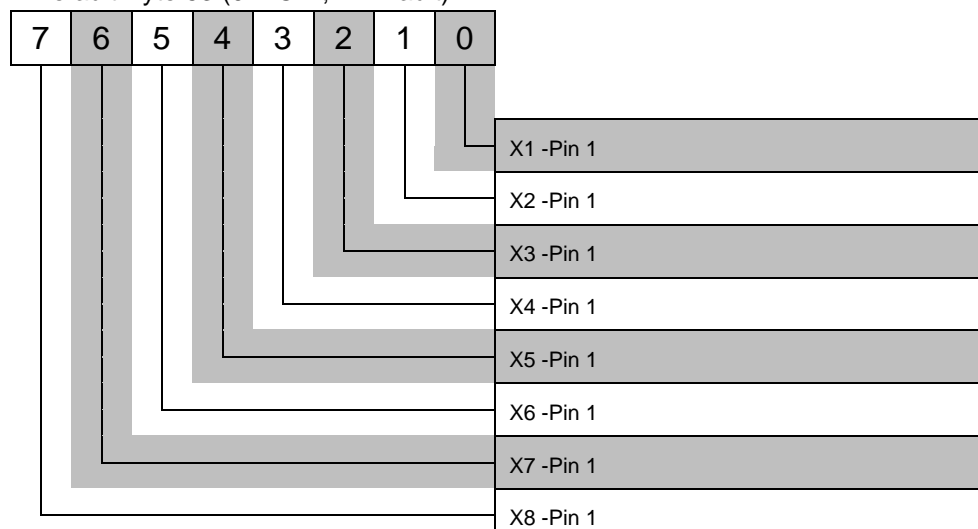 7 6 5 4 3 2 1 0
X1 -Pin 1
X2 -Pin 1
X3 -Pin 1
X4 -Pin 1
X5 -Pin 1
X6 -Pin 1
X7 -Pin 1
X8 -Pin 1